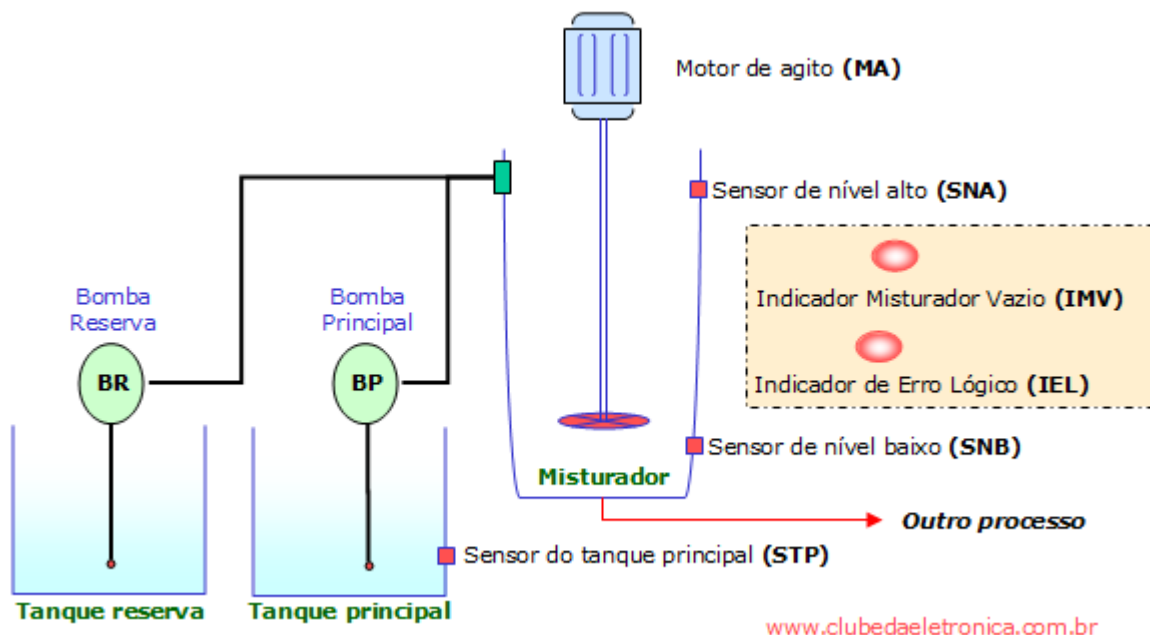 Motor de agito (MA)
Sensor de nível alto (SNA)
Indicador Misturador Vazio (IMV)
Indicador de Erro Lógico (IEL)
Bomba
Reserva
Bomba
Principal
BR
BP
Sensor de nível baixo (SNB)
Misturador
Outro processo
Sensor do tanque principal (STP)
Tanque reserva
Tanque principal
www.clubedaeletronica.com.br